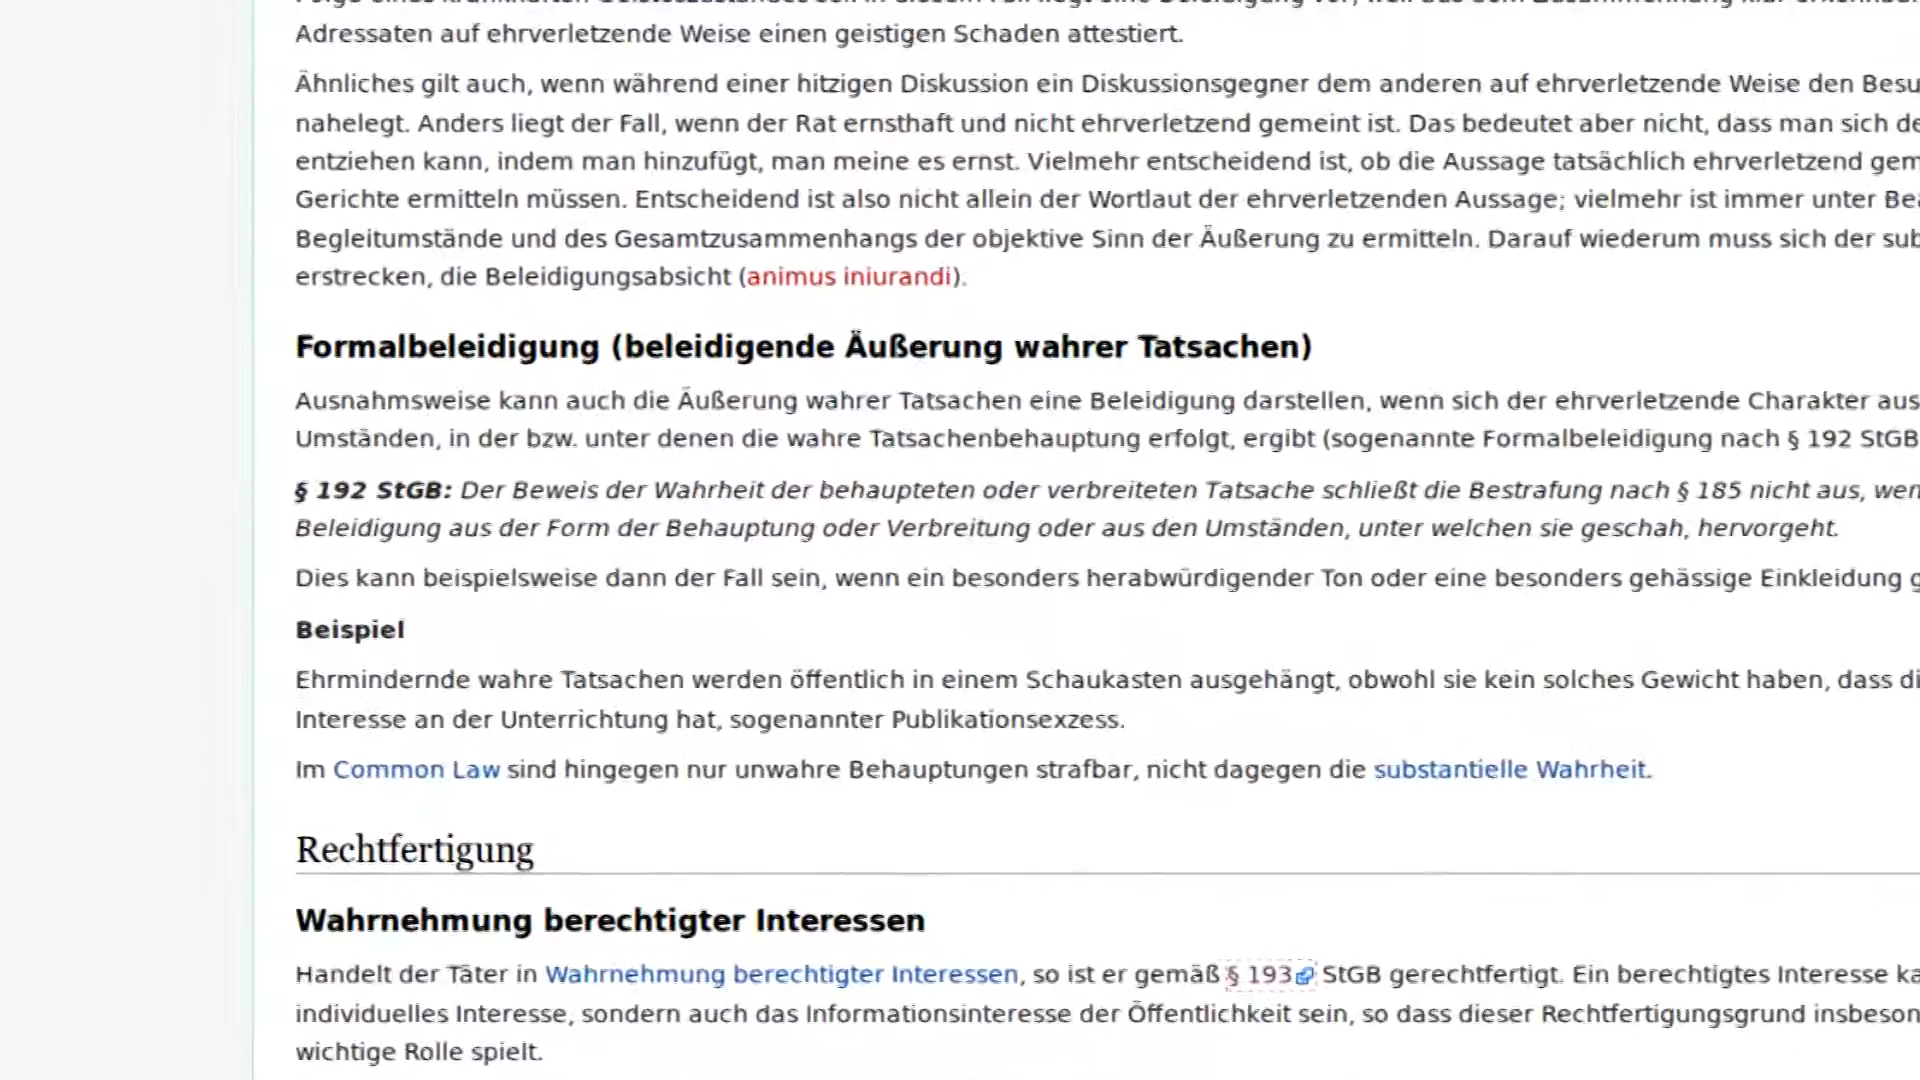 Adressaten auf ehrverletzende Weise einen geistigen Schaden attestiert.
Ähnliches gilt auch, wenn während einer hitzigen Diskussion ein Diskussionsgegner dem anderen auf ehrverletzende Weise den Besu
nahelegt. Anders liegt der Fall, wenn der Rat ernsthaft und nicht ehrverletzend gemeint ist. Das bedeutet aber nicht, dass man sich de
entziehen kann, indem man hinzufügt, man meine es ernst. Vielmehr entscheidend ist, ob die Aussage tatsächlich ehrverletzend gem
Gerichte ermitteln müssen. Entscheidend ist also nicht allein der Wortlaut der ehrverletzenden Aussage; vielmehr ist immer unter Bea
Begleitumstände und des Gesamtzusammenhangs der objektive Sinn der Äußerung zu ermitteln. Darauf wiederum muss sich der sub
erstrecken, die Beleidigungsabsicht (animus iniurandi).
Formalbeleidigung (beleidigende Äußerung wahrer Tatsachen)
Ausnahmsweise kann auch die Äußerung wahrer Tatsachen eine Beleidigung darstellen, wenn sich der ehrverletzende Charakter aus
Umständen, in der bzw. unter denen die wahre Tatsachenbehauptung erfolgt, ergibt (sogenannte Formalbeleidigung nach § 192 StGB
§ 192 StGB: Der Beweis der Wahrheit der behaupteten oder verbreiteten Tatsache schließt die Bestrafung nach § 185 nicht aus, wen
Beleidigung aus der Form der Behauptung oder Verbreitung oder aus den Umständen, unter welchen sie geschah, hervorgeht.
Dies kann beispielsweise dann der Fall sein, wenn ein besonders herabwürdigender Ton oder eine besonders gehässige Einkleidung g
Beispiel
Ehrmindernde wahre Tatsachen werden öffentlich in einem Schaukasten ausgehängt, obwohl sie kein solches Gewicht haben, dass di
Interesse an der Unterrichtung hat, sogenannter Publikationsexzess.
Im Common Law sind hingegen nur unwahre Behauptungen strafbar, nicht dagegen die substantielle Wahrheit.
Rechtfertigung
Wahrnehmung berechtigter Interessen
Handelt der Täter in Wahrnehmung berechtigter Interessen, so ist er gemäß § 193 StGB gerechtfertigt. Ein berechtigtes Interesse ka
individuelles Interesse, sondern auch das Informationsinteresse der Öffentlichkeit sein, so dass dieser Rechtfertigungsgrund insbeson
wichtige Rolle spielt.